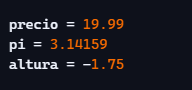 precio = 19.99
pi = 3.14159
altura = -1.75